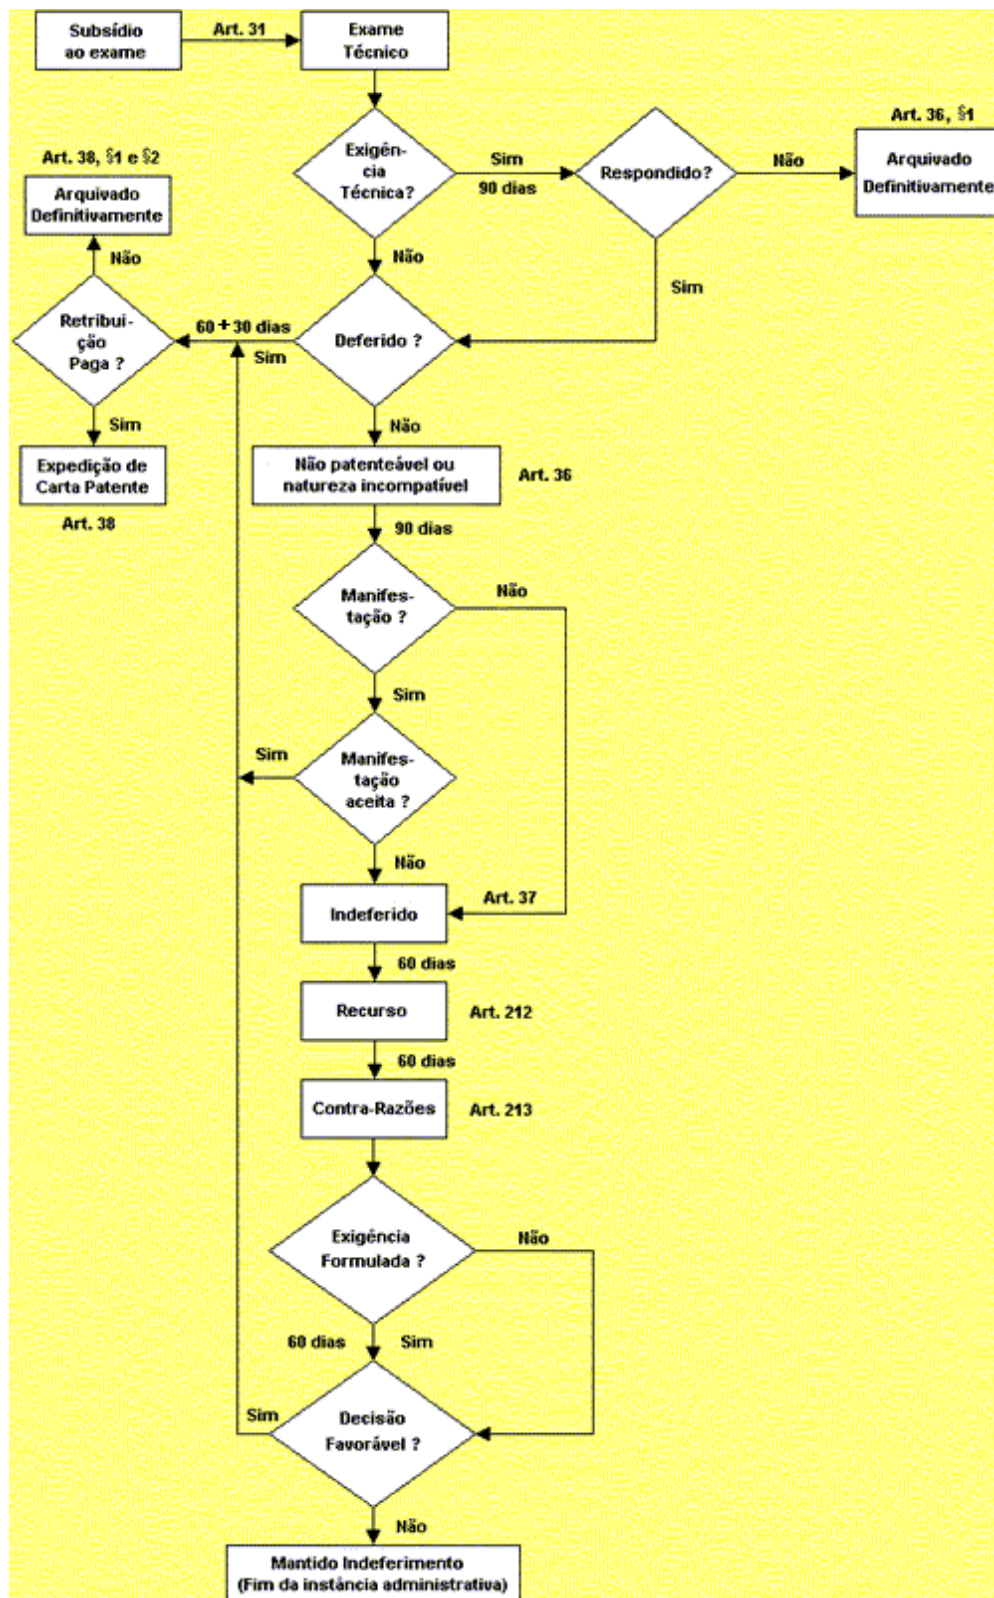 Subsídio
ao exame
Art. 31
Exame
Técnico
Exigên-
cia
Técnica?
Sim
90 dias
Respondido?
Não
Art. 36, §1
Arquivado
Definitivamente
Art. 38, §1 e §2
Arquivado
Definitivamente
Não
Não
Sim
Retribui-
ção
Paga ?
60 + 30 dias
Sim
Deferido ?
Sim
Não
Expedição de
Carta Patente
Art. 38
Não patenteável ou
natureza incompatível
Art. 36
90 dias
Manifes-
tação ?
Não
Sim
Sim
Manifes-
tação
aceita ?
Não
Indeferido
Art. 37
60 dias
Recurso
Art. 212
60 dias
Contra-Razões
Art. 213
Exigência
Formulada ?
Não
60 dias
Sim
Sim
Decisão
Favorável ?
Não
Mantido Indeferimento
(Fim da instância administrativa)